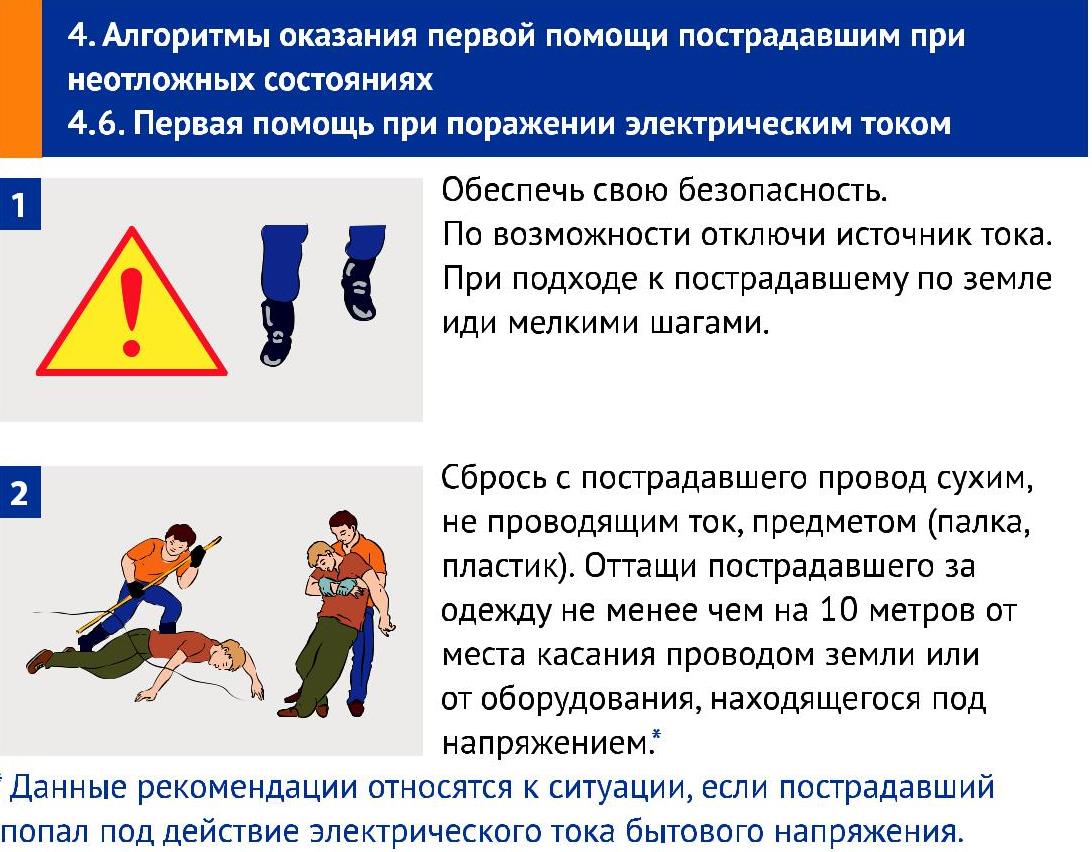 4. Алгоритмы оказания первой помощи пострадавшим при
неотложных состояниях
4.6. Первая помощь при поражении электрическим током
1
Обеспечь свою безопасность.
По возможности отключи источник тока.
При подходе к пострадавшему по земле
иди мелкими шагами.
2
Сбрось с пострадавшего провод сухим,
не проводящим ток, предметом (палка,
пластик). Оттащи пострадавшего за
одежду не менее чем на 10 метров от
места касания проводом земли или
от оборудования, находящегося под
напряжением.*
* Данные рекомендации относятся к ситуации, если пострадавший
попал под действие электрического тока бытового напряжения.